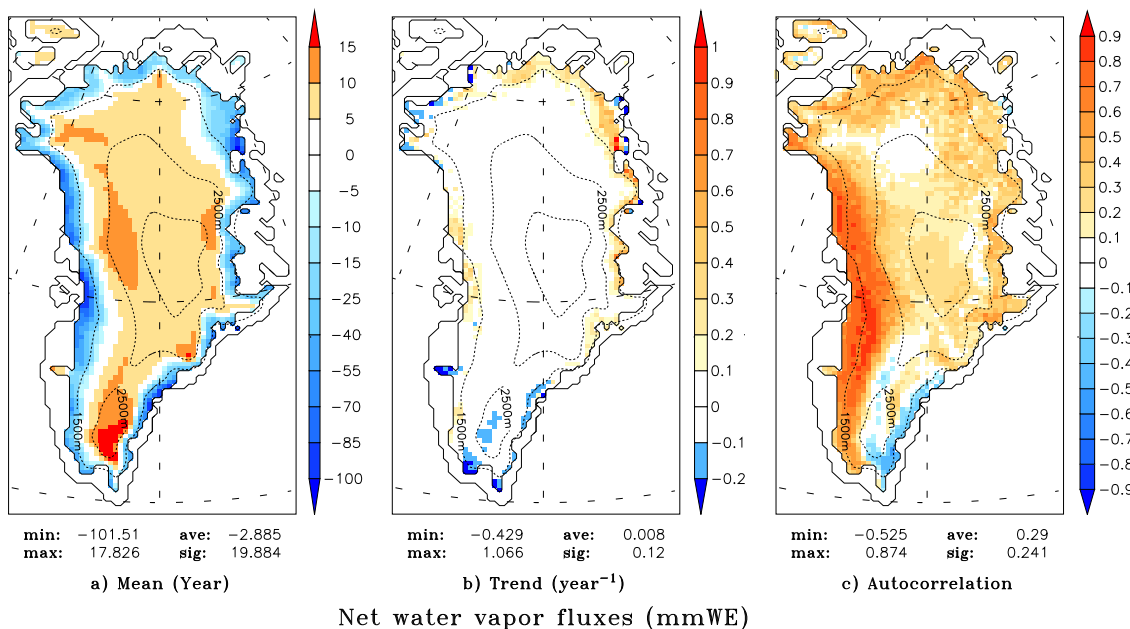 15
10
5
0
−5
−10
−15
−25
−40
−55
−70
−85
−100
2500m
2500m
1500m
min: −101.51 ave: −2.885
max: 17.826 sig: 19.884
a) Mean (Year)
1
0.9
0.8
0.7
0.6
0.5
0.4
0.3
0.2
0.1
0
−0.1
−0.2
2500m
2500m
1500m
min: −0.429 ave: 0.008
max: 1.066 sig: 0.12
b) Trend (year⁻¹)
0.9
0.8
0.7
0.6
0.5
0.4
0.3
0.2
0.1
0
−0.1
−0.2
−0.3
−0.4
−0.5
−0.6
−0.7
−0.8
−0.9
2500m
2500m
1500m
min: −0.525 ave: 0.29
max: 0.874 sig: 0.241
c) Autocorrelation
Net water vapor fluxes (mmWE)